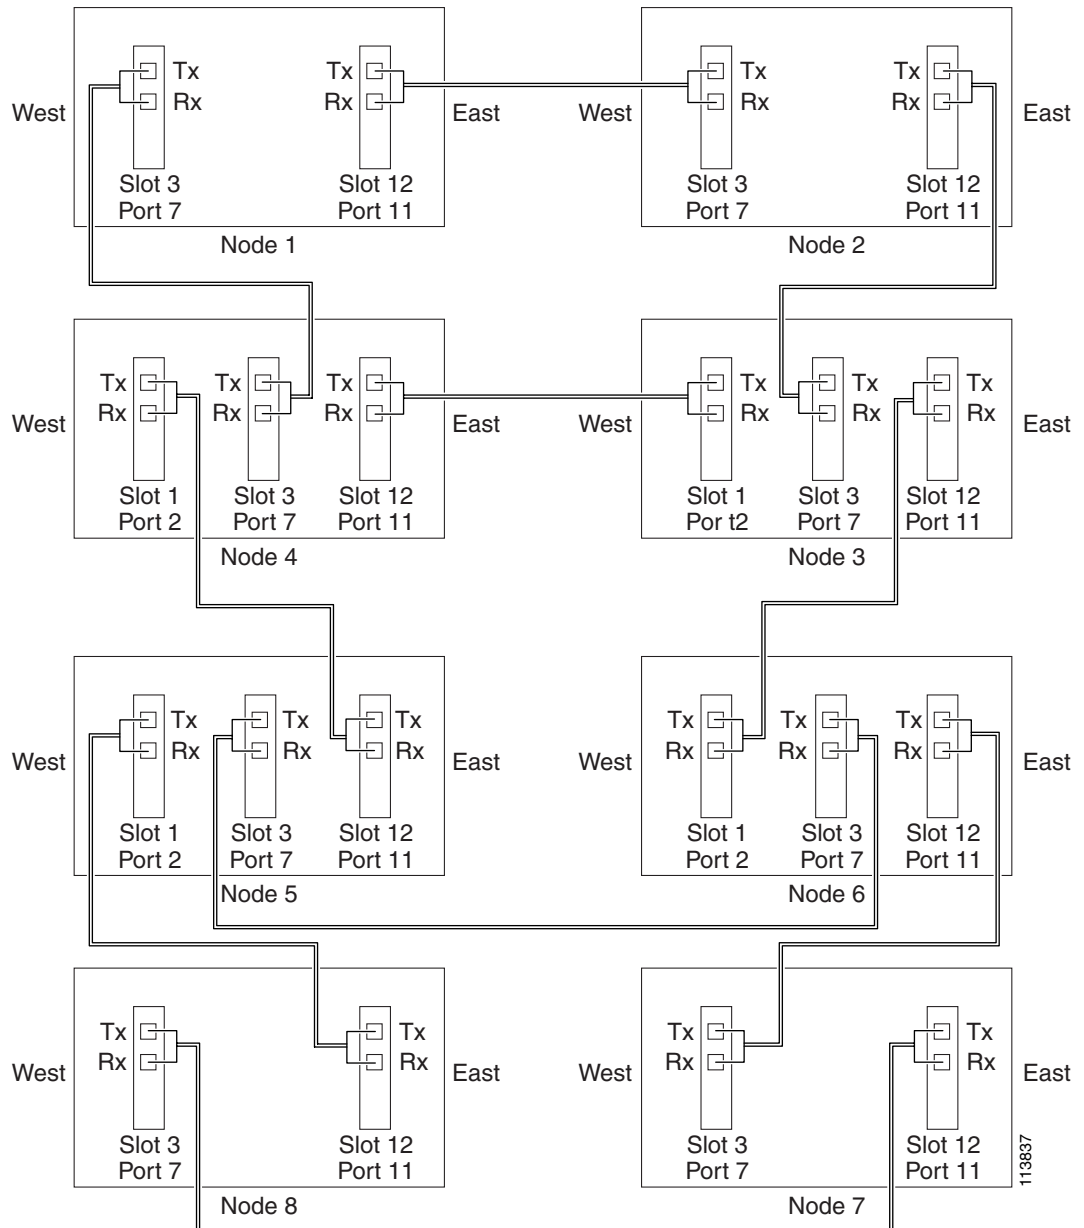 Tx Tx Tx Tx
West Rx Rx East West Rx Rx East
Slot 3 Slot 12 Slot 3 Slot 12
Port 7 Port 11 Port 7 Port 11
Node 1 Node 2
Tx Tx Tx Tx Tx Tx
West Rx Rx Rx East West Rx Rx Rx East
Slot 1 Slot 3 Slot 12 Slot 1 Slot 3 Slot 12
Port 2 Port 7 Port 11 Por t2 Port 7 Port 11
Node 4 Node 3
Tx Tx Tx Tx Tx Tx
West Rx Rx Rx East West Rx Rx Rx East
Slot 1 Slot 3 Slot 12 Slot 1 Slot 3 Slot 12
Port 2 Port 7 Port 11 Port 2 Port 7 Port 11
Node 5 Node 6
Tx Tx Tx Tx
West Rx Rx East West Rx Rx East
Slot 3 Slot 12 Slot 3 Slot 12
Port 7 Port 11 Port 7 Port 11
Node 8 Node 7
113837